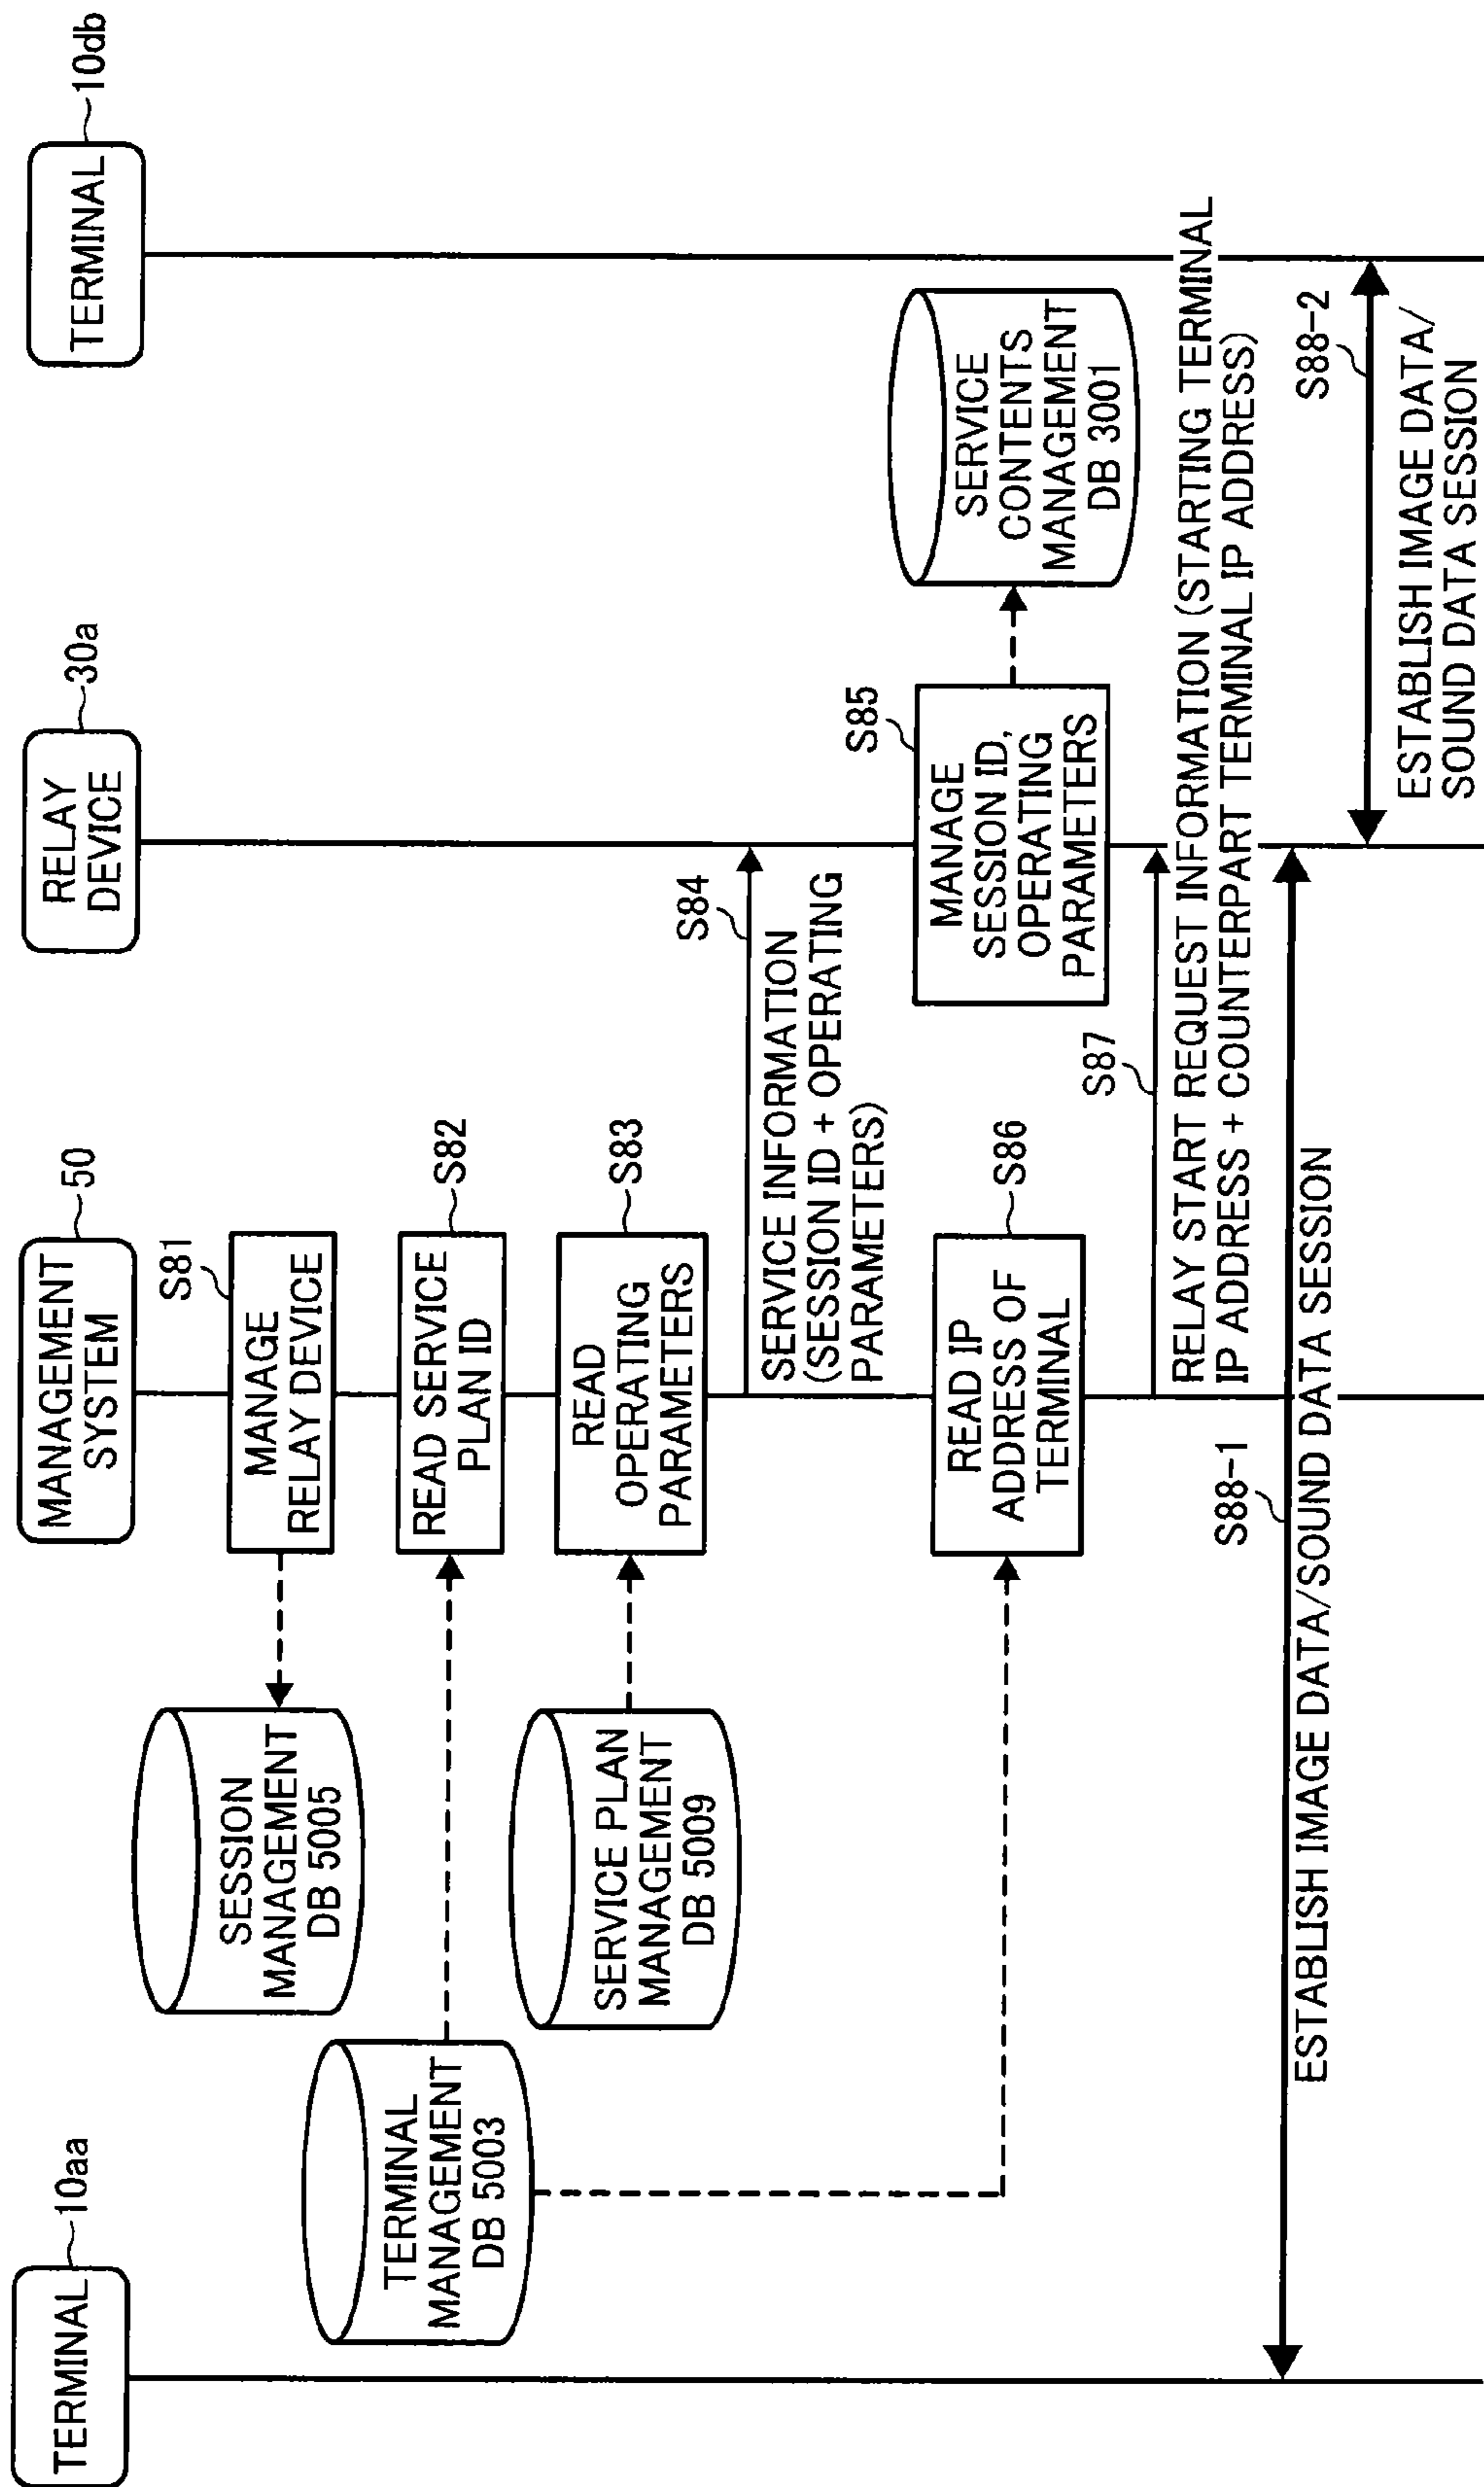 TERMINAL
10aa
MANAGEMENT
SYSTEM
50
RELAY
DEVICE
30a
TERMINAL
10db
SESSION
MANAGEMENT
DB 5005
S81
MANAGE
RELAY DEVICE
TERMINAL
MANAGEMENT
DB 5003
READ SERVICE
PLAN ID
S82
SERVICE PLAN
MANAGEMENT
DB 5009
READ
OPERATING
PARAMETERS
S83
S84
SERVICE INFORMATION
(SESSION ID + OPERATING
PARAMETERS)
S85
MANAGE
SESSION ID,
OPERATING
PARAMETERS
SERVICE
CONTENTS
MANAGEMENT
DB 3001
READ IP
ADDRESS OF
TERMINAL
S86
S87
RELAY START REQUEST INFORMATION (STARTING TERMINAL
IP ADDRESS + COUNTERPART TERMINAL IP ADDRESS)
S88-1
ESTABLISH IMAGE DATA/SOUND DATA SESSION
S88-2
ESTABLISH IMAGE DATA/
SOUND DATA SESSION